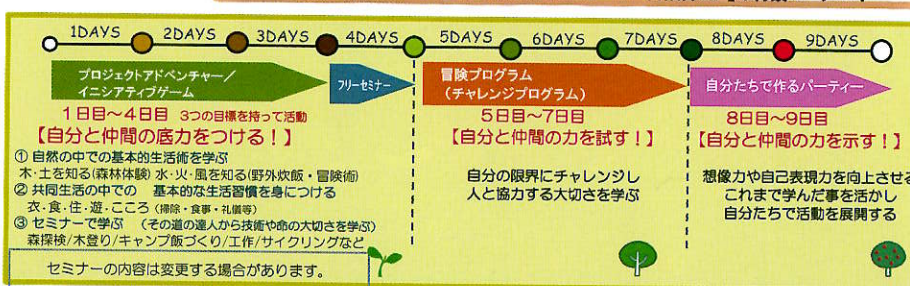 1DAYS 2DAYS 3DAYS 4DAYS 5DAYS 6DAYS 7DAYS 8DAYS 9DAYS
プロジェクトアドベンチャー/
イニシアティブゲーム
フリーセミナー
1日目～4日目 3つの目標を持って活動
【自分と仲間の底力をつける！】
① 自然の中での基本的生活術を学ぶ
木・土を知る(森林体験) 水・火・風を知る(野外炊飯・冒険術)
② 共同生活の中での 基本的な生活習慣を身につける
衣・食・住・遊・こころ (掃除・食事・礼儀等)
③ セミナーで学ぶ (その道の達人から技術や命の大切さを学ぶ)
森探検/木登り/キャンプ飯づくり/工作/サイクリングなど
セミナーの内容は変更する場合があります。
冒険プログラム
(チャレンジプログラム)
5日目～7日目
【自分と仲間の力を試す！】
自分の限界にチャレンジし
人と協力する大切さを学ぶ
自分たちで作るパーティー
8日目～9日目
【自分と仲間の力を示す！】
想像力や自己表現力を向上させる
これまで学んだ事を活かし
自分たちで活動を展開する